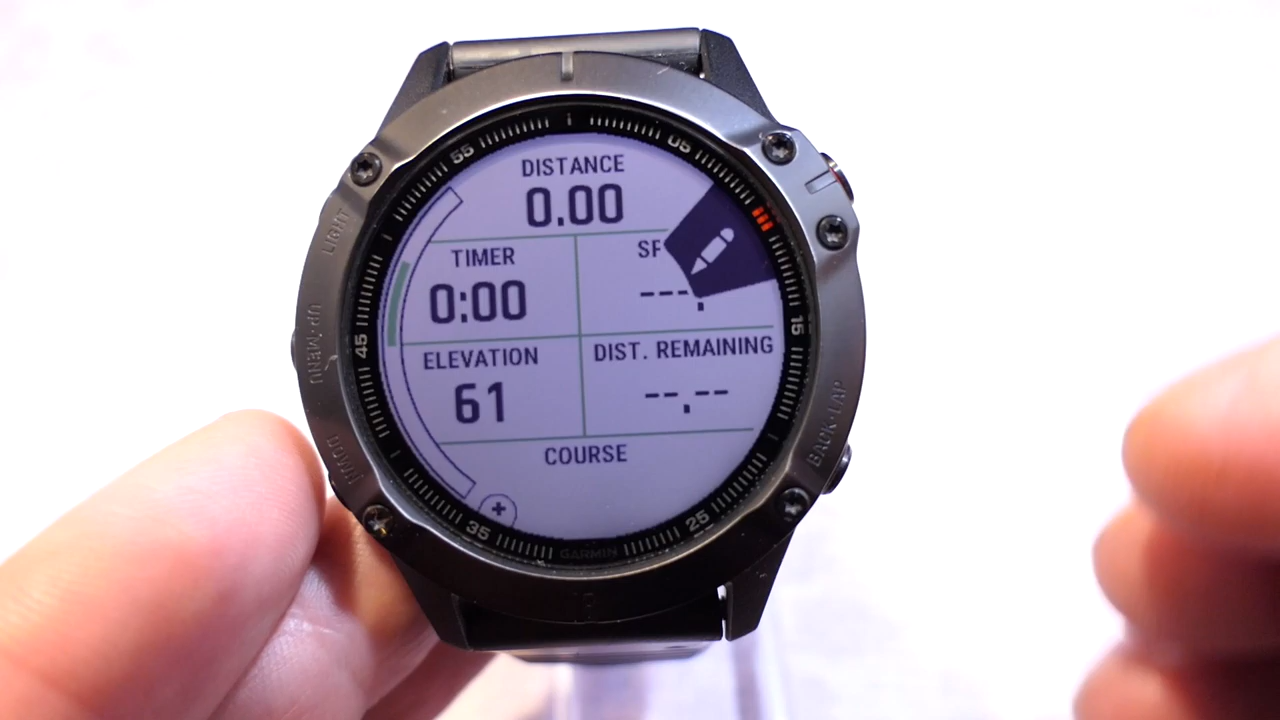 DISTANCE
0.00
TIMER
0:00
SP
---.
ELEVATION
61
DIST. REMAINING
--.--
COURSE
+
55
05
15
25
35
45
GARMIN
LIGHT
UP·MENU
DOWN
BACK·LAP